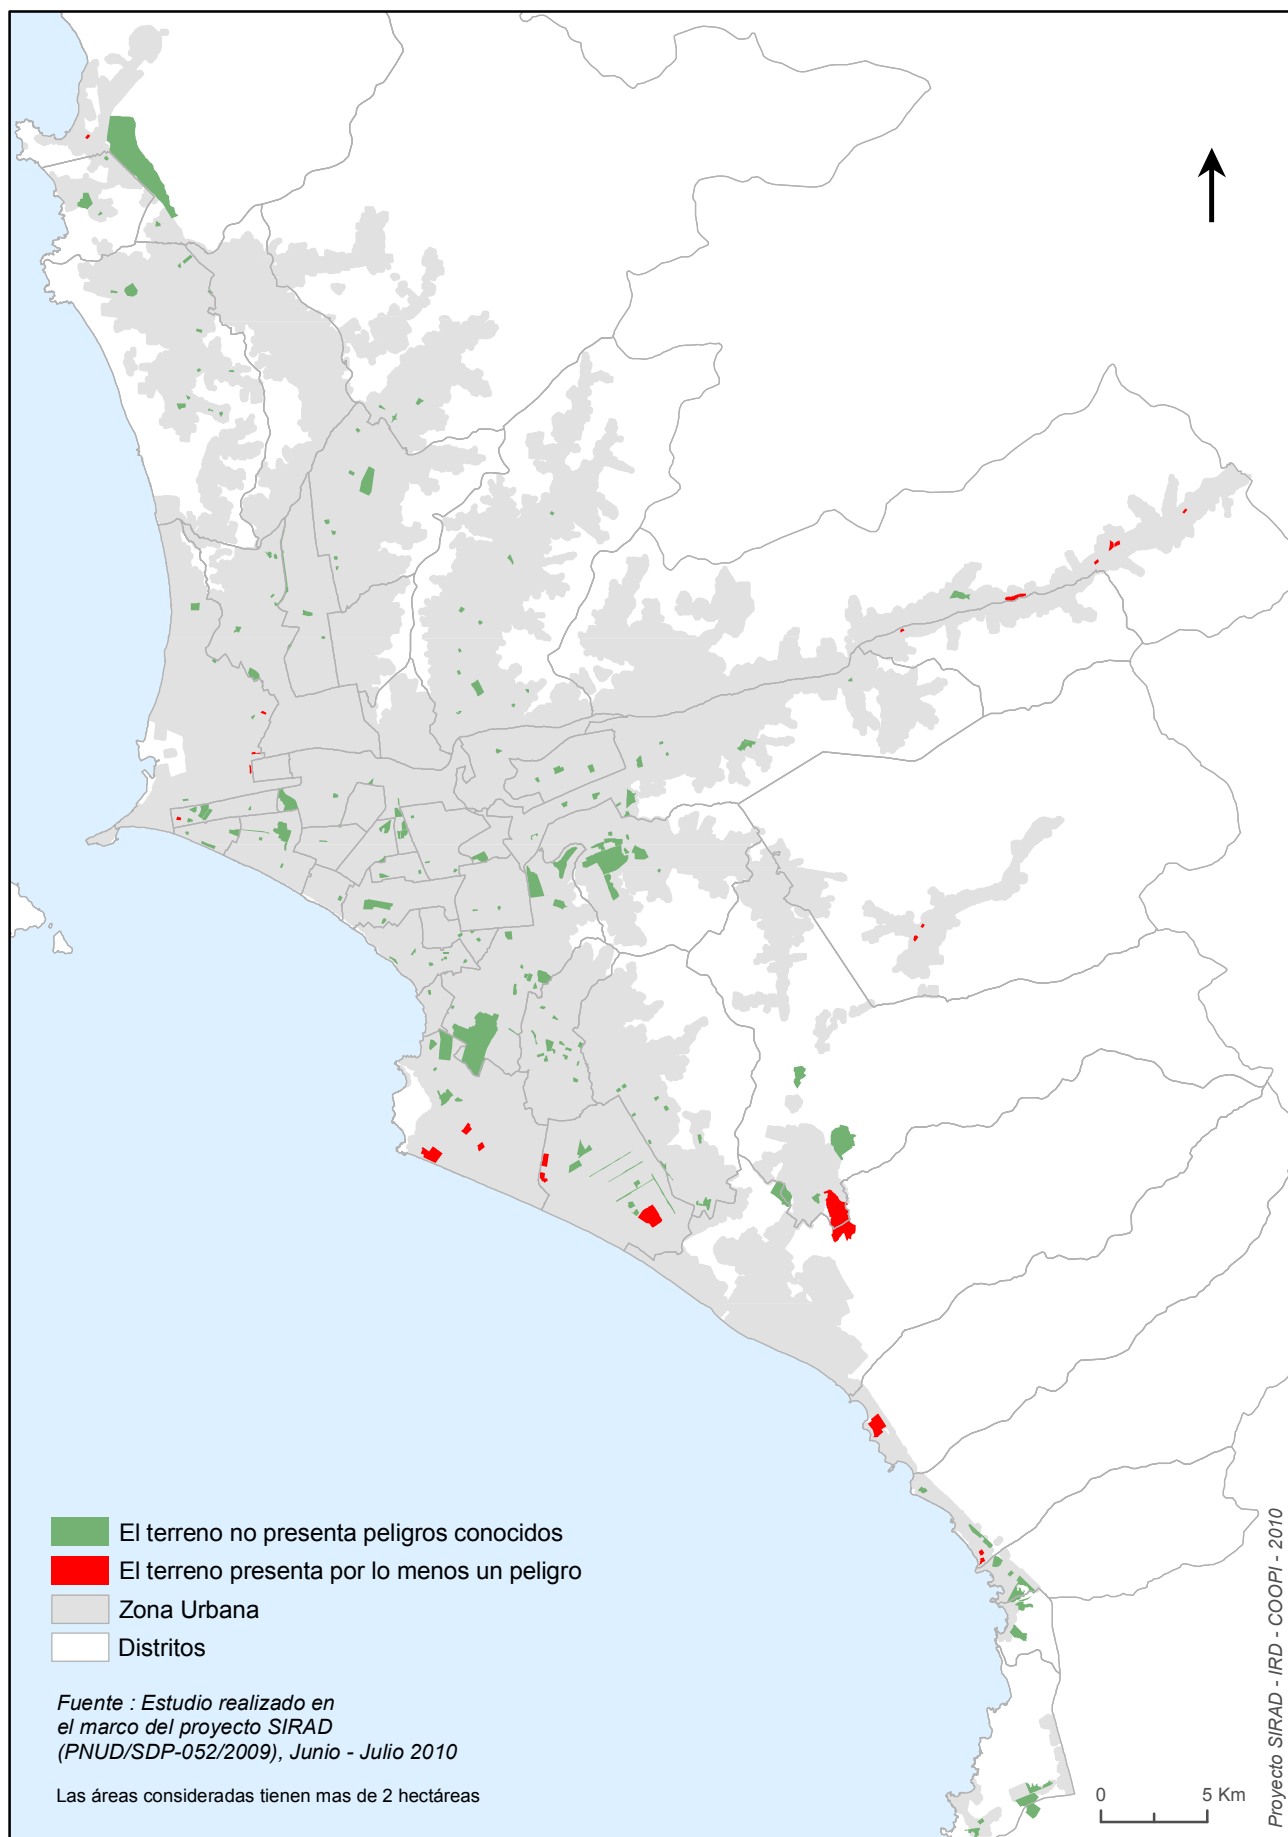 El terreno no presenta peligros conocidos
El terreno presenta por lo menos un peligro
Zona Urbana
Distritos
Fuente : Estudio realizado en
el marco del proyecto SIRAD
(PNUD/SDP-052/2009), Junio - Julio 2010
Las áreas consideradas tienen mas de 2 hectáreas
0 5 Km
Proyecto SIRAD - IRD - COOPI - 2010